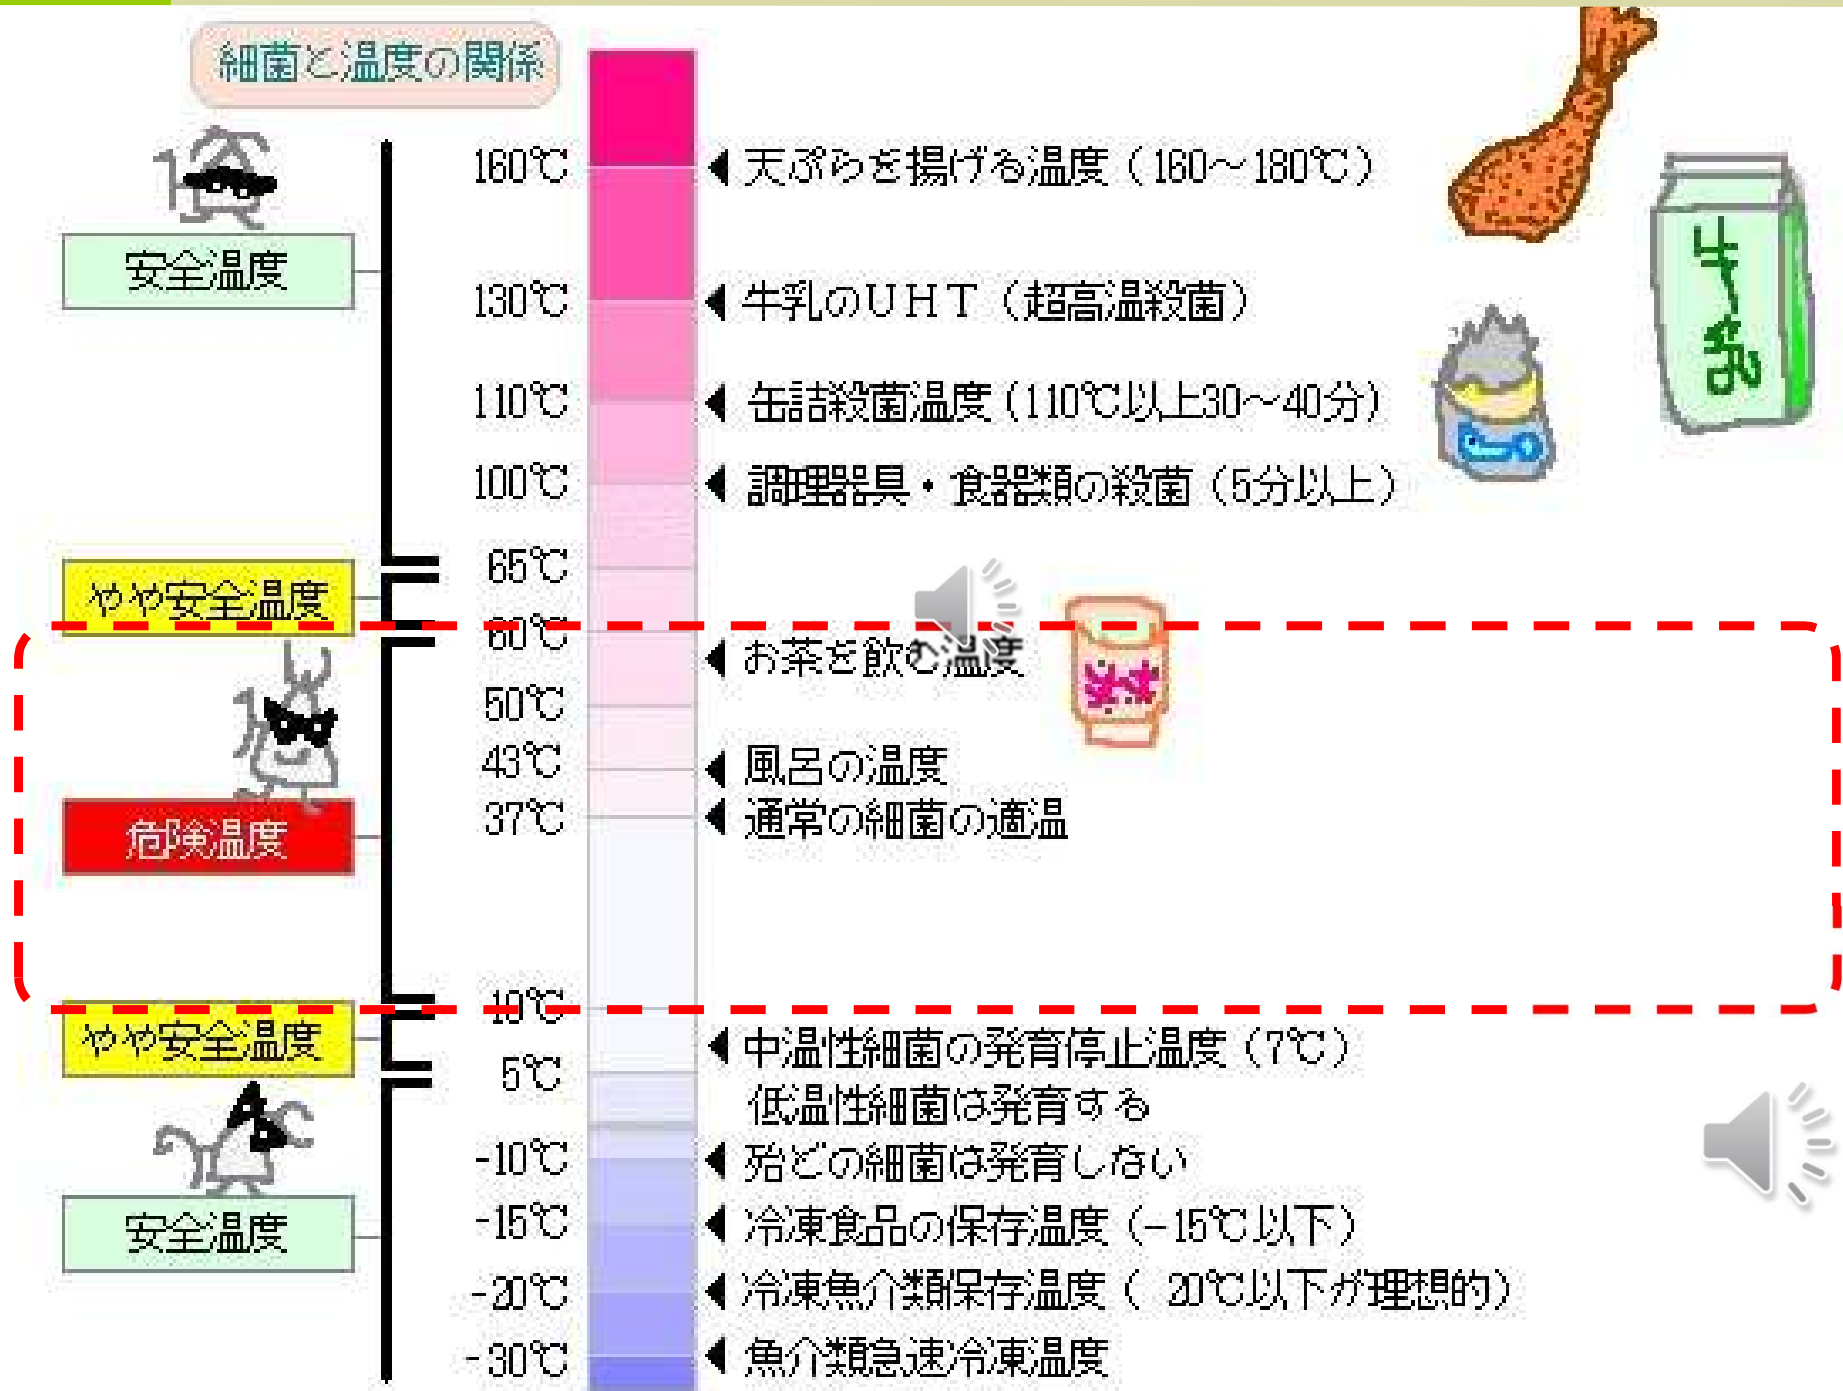 細菌と温度の関係
160℃ 天ぷらを揚げる温度（160～180℃）
安全温度
130℃ 牛乳のＵＨＴ（超高温殺菌）
牛乳
110℃ 缶詰殺菌温度（110℃以上30～40分）
100℃ 調理器具・食器類の殺菌（5分以上）
65℃
やや安全温度
60℃
お茶を飲む温度
50℃
43℃ 風呂の温度
37℃ 通常の細菌の適温
危険温度
10℃
やや安全温度
中温性細菌の発育停止温度（7℃）
5℃
低温性細菌は発育する
-10℃ 殆どの細菌は発育しない
-15℃ 冷凍食品の保存温度（-15℃以下）
安全温度
-20℃ 冷凍魚介類保存温度（ 20℃以下が理想的）
-30℃ 魚介類急速冷凍温度